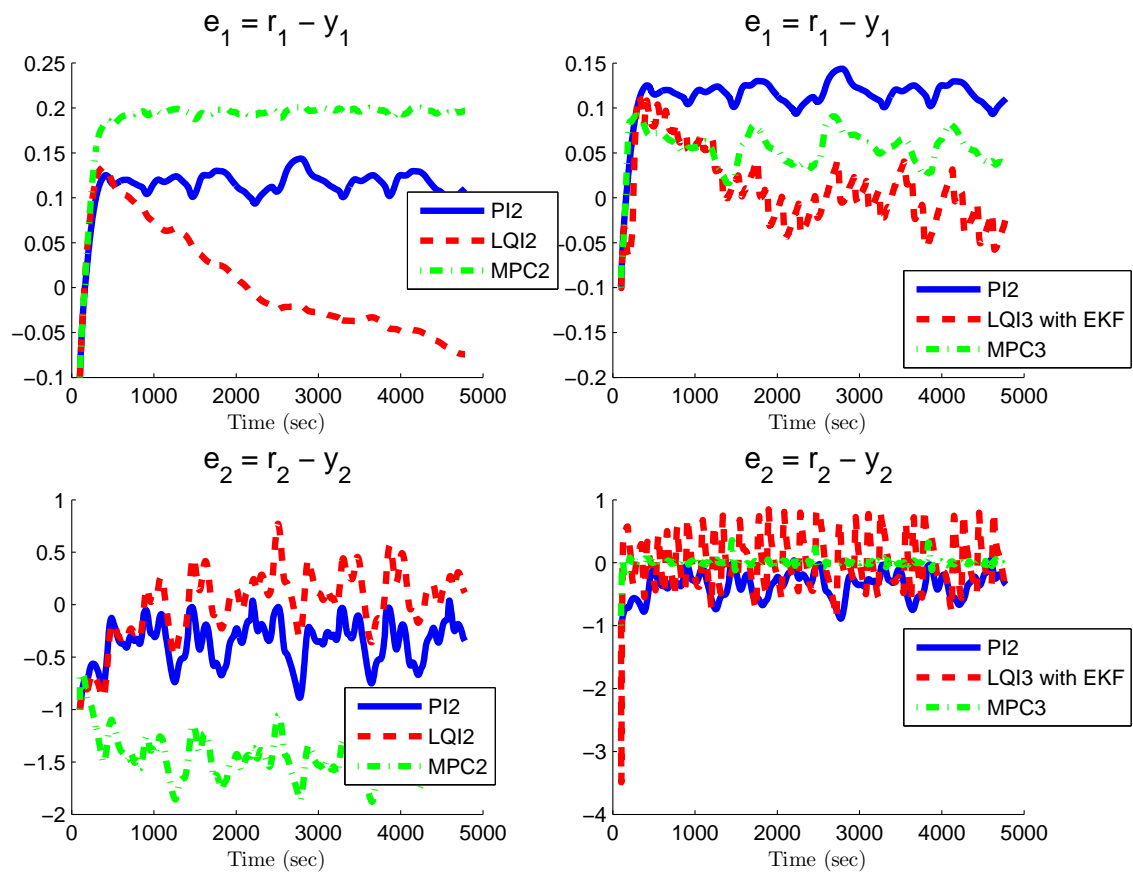 e1 = r1 − y1
0.25
0.2
0.15
0.1
0.05
0
−0.05
−0.1
0 1000 2000 3000 4000 5000
Time (sec)
PI2
LQI2
MPC2
e1 = r1 − y1
0.15
0.1
0.05
0
−0.05
−0.1
−0.15
−0.2
0 1000 2000 3000 4000 5000
Time (sec)
PI2
LQI3 with EKF
MPC3
e2 = r2 − y2
1
0.5
0
−0.5
−1
−1.5
−2
0 1000 2000 3000 4000 5000
Time (sec)
PI2
LQI2
MPC2
e2 = r2 − y2
1
0
−1
−2
−3
−4
0 1000 2000 3000 4000 5000
Time (sec)
PI2
LQI3 with EKF
MPC3